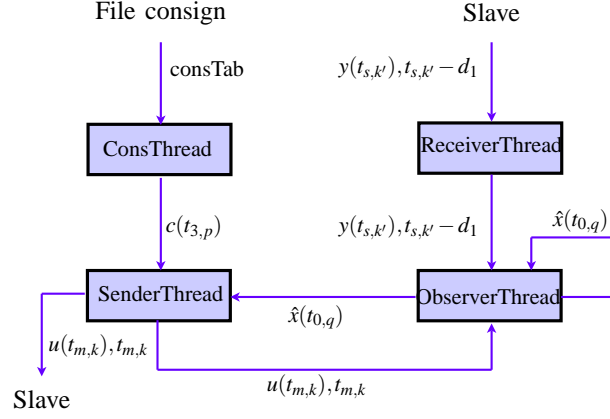 File consign Slave
consTab y(t_{s,k'}), t_{s,k'} − d_1
ConsThread ReceiverThread
c(t_{3,p}) y(t_{s,k'}), t_{s,k'} − d_1 x̂(t_{0,q})
SenderThread x̂(t_{0,q}) ObserverThread
u(t_{m,k}), t_{m,k} u(t_{m,k}), t_{m,k}
Slave